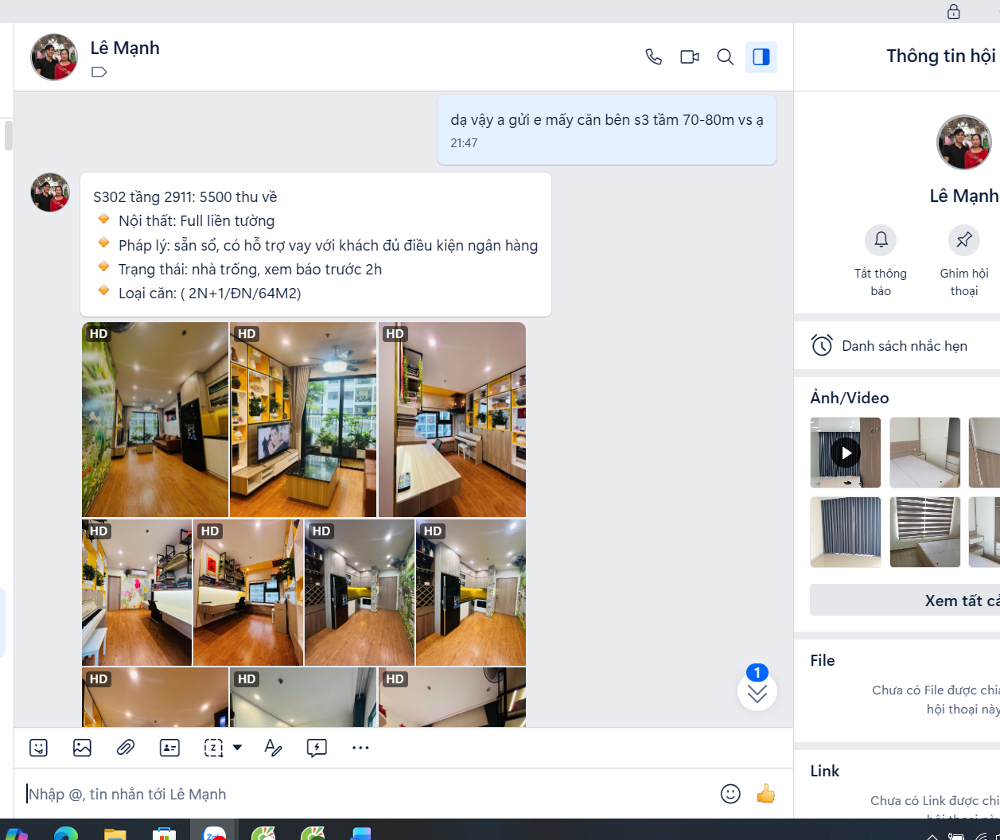 Lê Mạnh
Thông tin hội
dạ vậy a gửi e mấy căn bên s3 tầm 70-80m vs ạ
21:47
S302 tầng 2911: 5500 thu về
🔸 Nội thất: Full liền tường
🔸 Pháp lý: sẵn sổ, có hỗ trợ vay với khách đủ điều kiện ngân hàng
🔸 Trạng thái: nhà trống, xem báo trước 2h
🔸 Loại căn: ( 2N+1/ĐN/64M2)
HD HD HD
HD HD HD HD
HD HD HD
1
Nhập @, tin nhắn tới Lê Mạnh
Lê Mạnh
Tắt thông
báo
Ghim hội
thoại
Danh sách nhắc hẹn
Ảnh/Video
Xem tất cả
File
Chưa có File được chia
hội thoại này
Link
Chưa có Link được chi
hội thoại này
Zalo